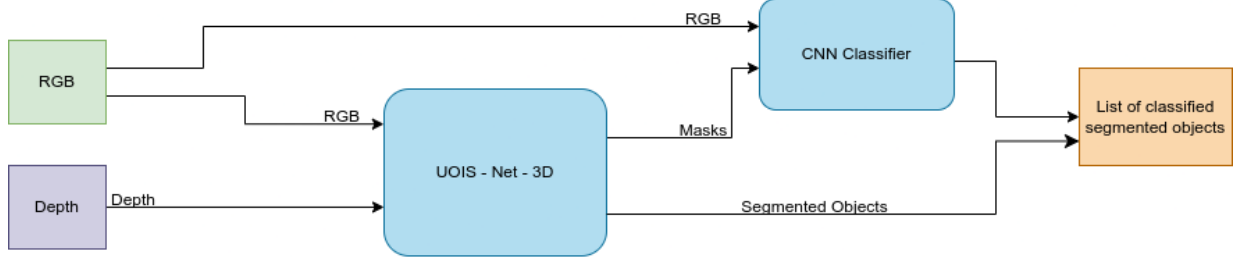 RGB
CNN Classifier
RGB
List of classified
segmented objects
RGB
Masks
UOIS - Net - 3D
Depth
Depth
Segmented Objects